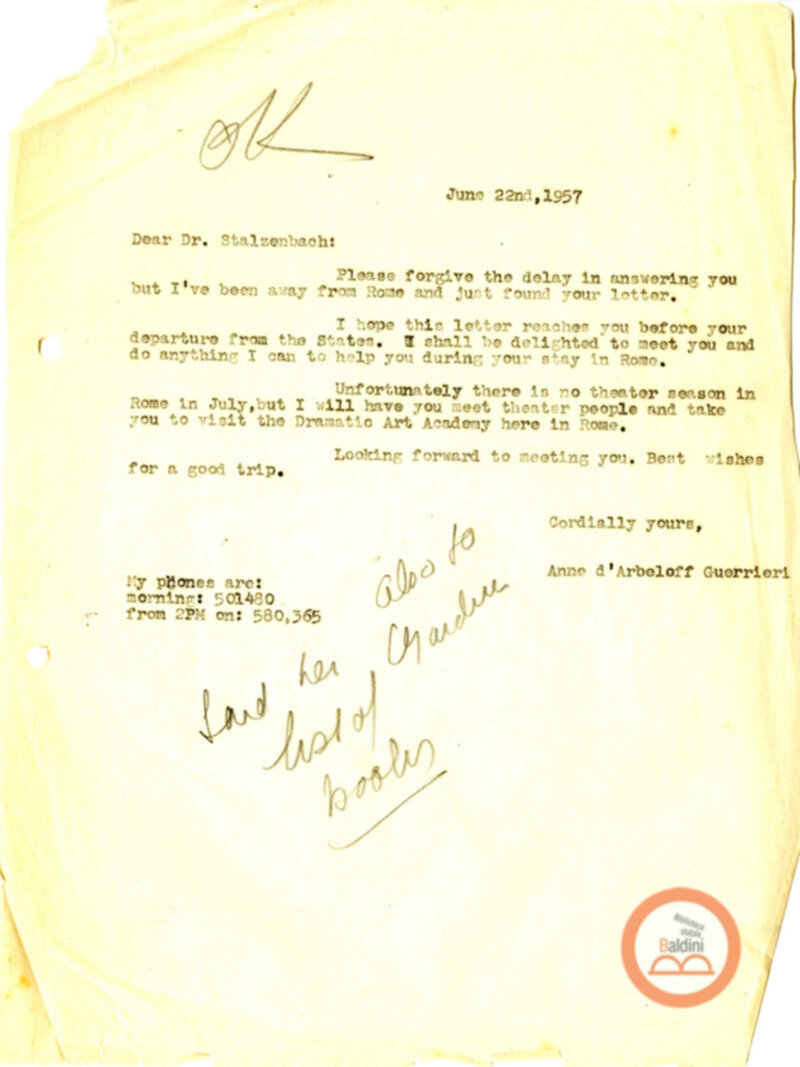 OK
June 22nd,1957
Dear Dr. Stalzenbach:
Please forgive the delay in answering you
but I've been away from Rome and just found your letter.
I hope this letter reaches you before your
departure from the States. I shall be delighted to meet you and
do anything I can to help you during your stay in Rome.
Unfortunately there is no theater season in
Rome in July,but I will have you meet theater people and take
you to visit the Dramatic Art Academy here in Rome.
Looking forward to meeting you. Best wishes
for a good trip.
Cordially yours,
Anne d'Arbeloff Guerrieri
My phones are:
morning: 501480
from 2PM on: 580,365
also to
her
list of
books
Biblioteca
statale
Baldini